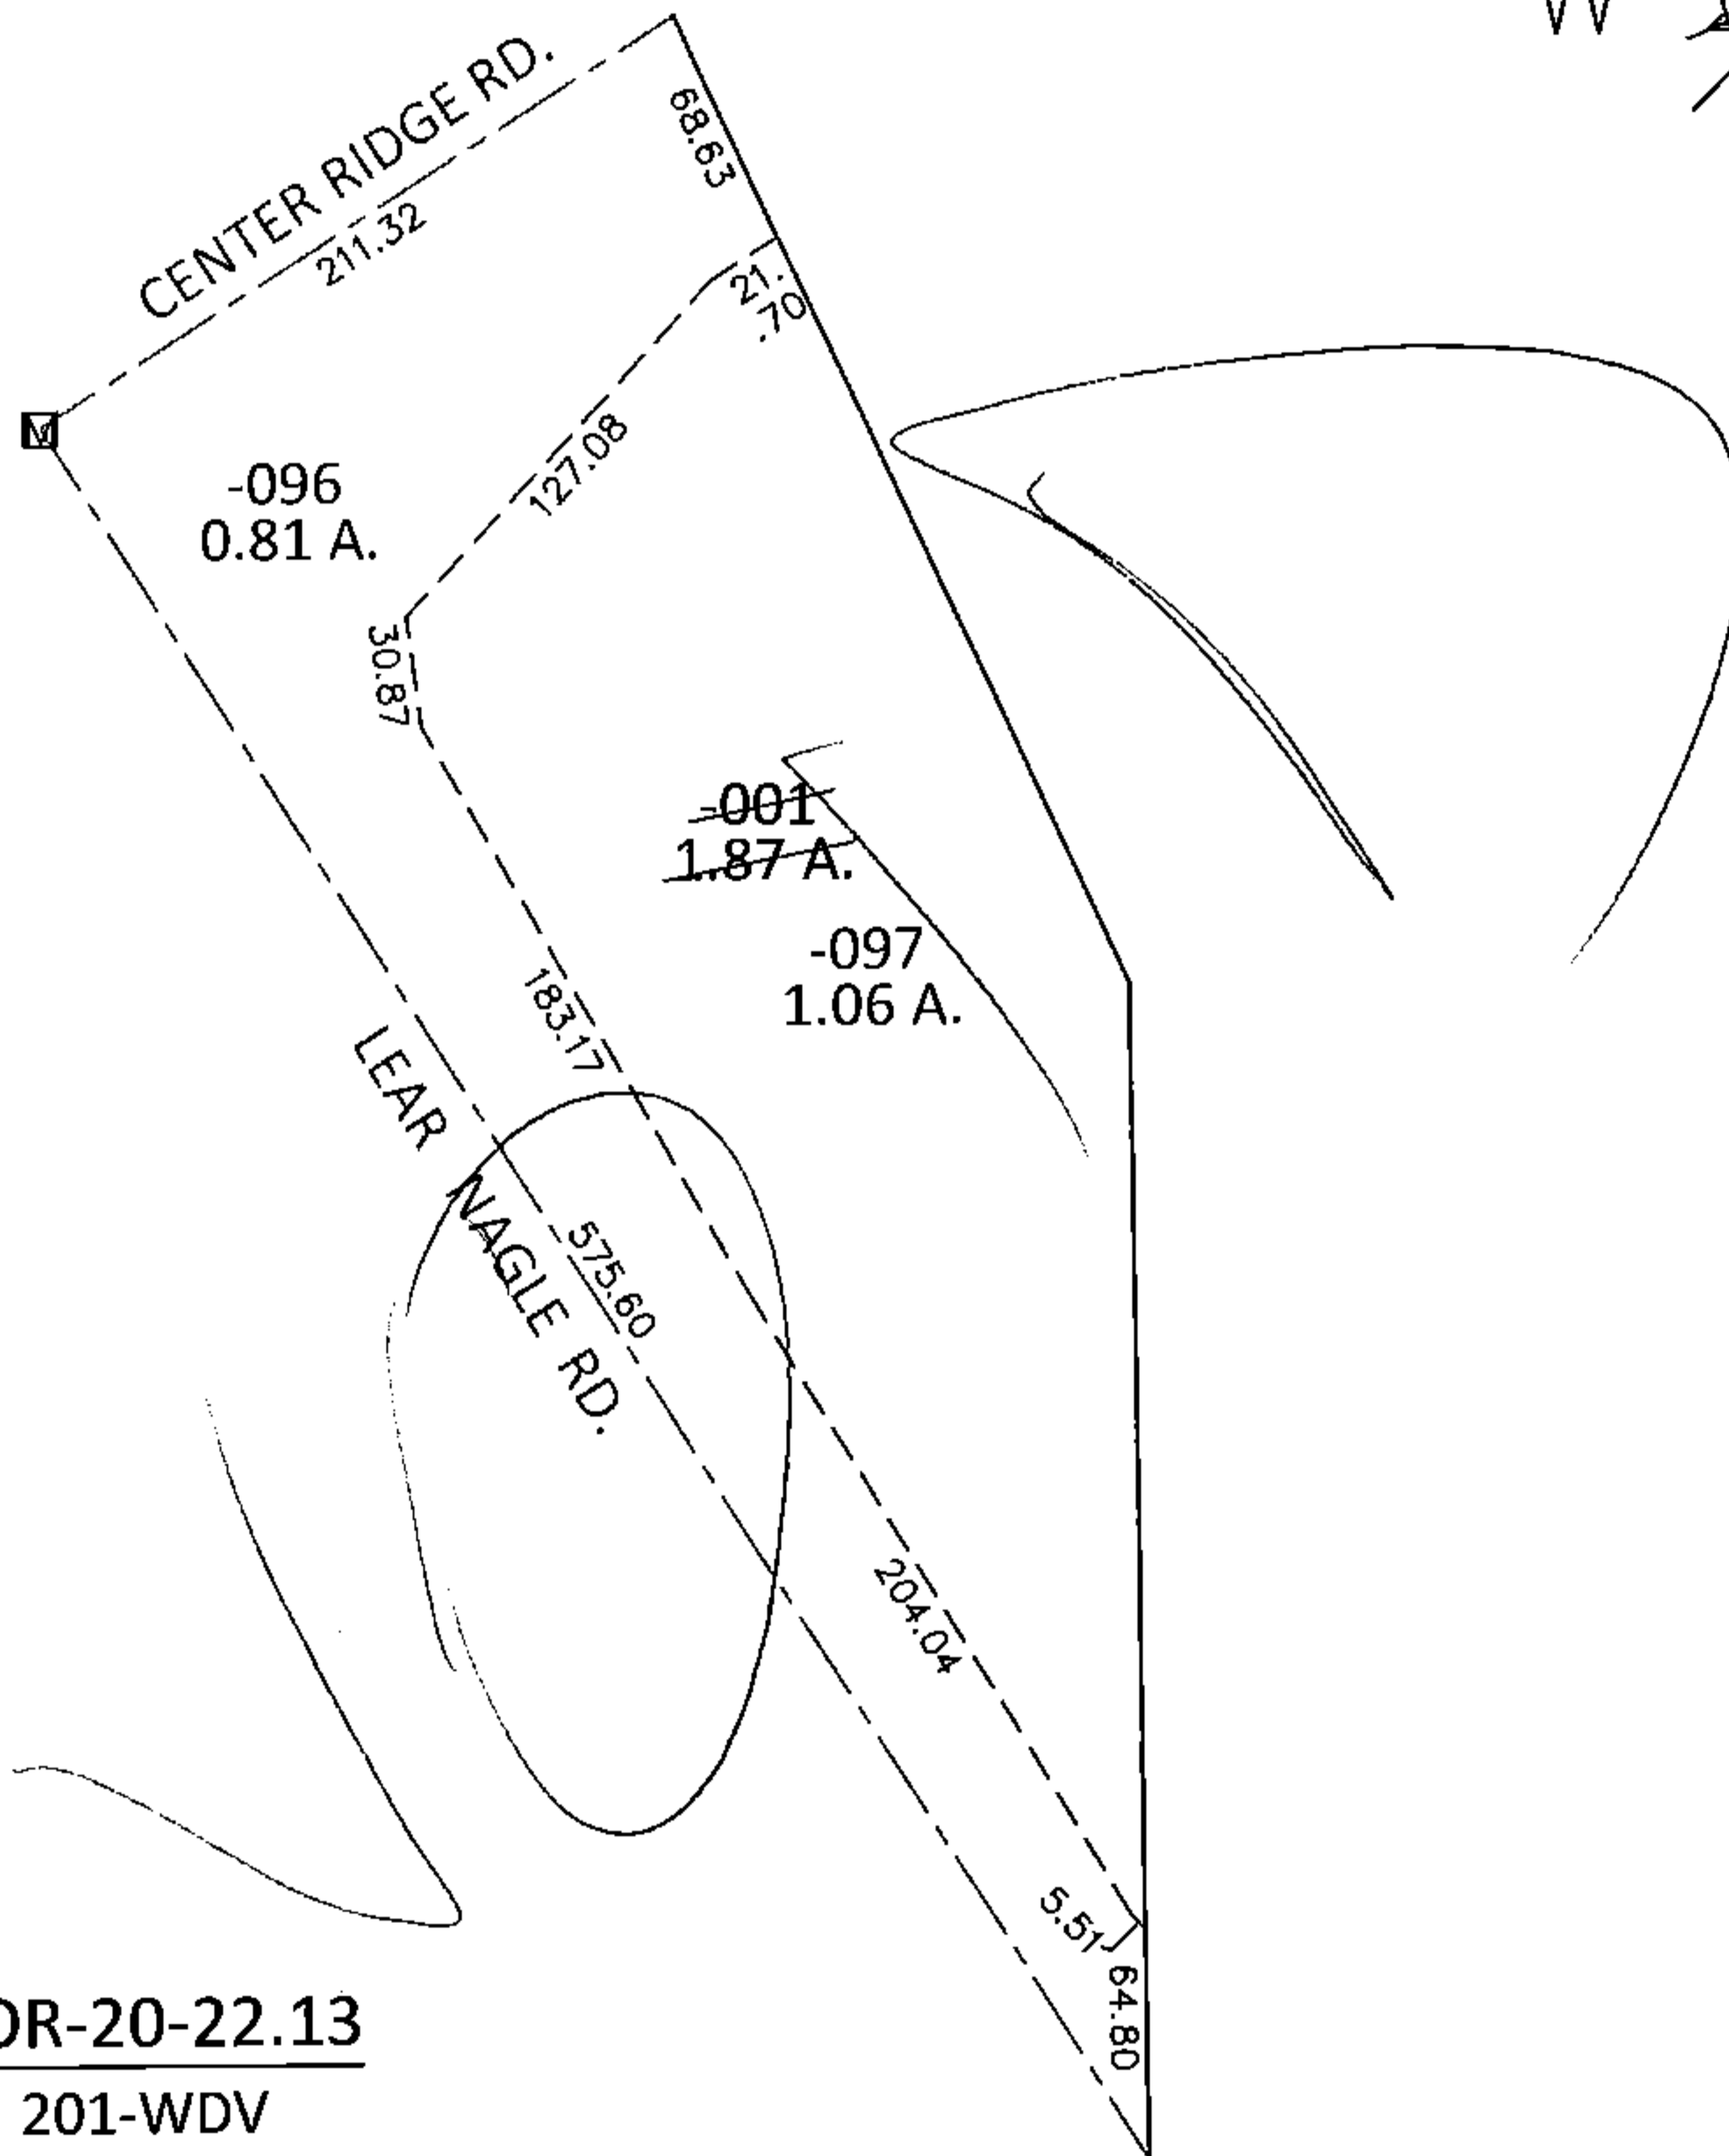 CENTER RIDGE RD.
211.32
68.63
21.
.70
127.08
M
-096
0.81 A.
30.87
-001
1.87 A.
-097
1.06 A.
183.17
LEAR NAGLE RD.
575.60
204.04
5.51
64.80
DR-20-22.13
201-WDV